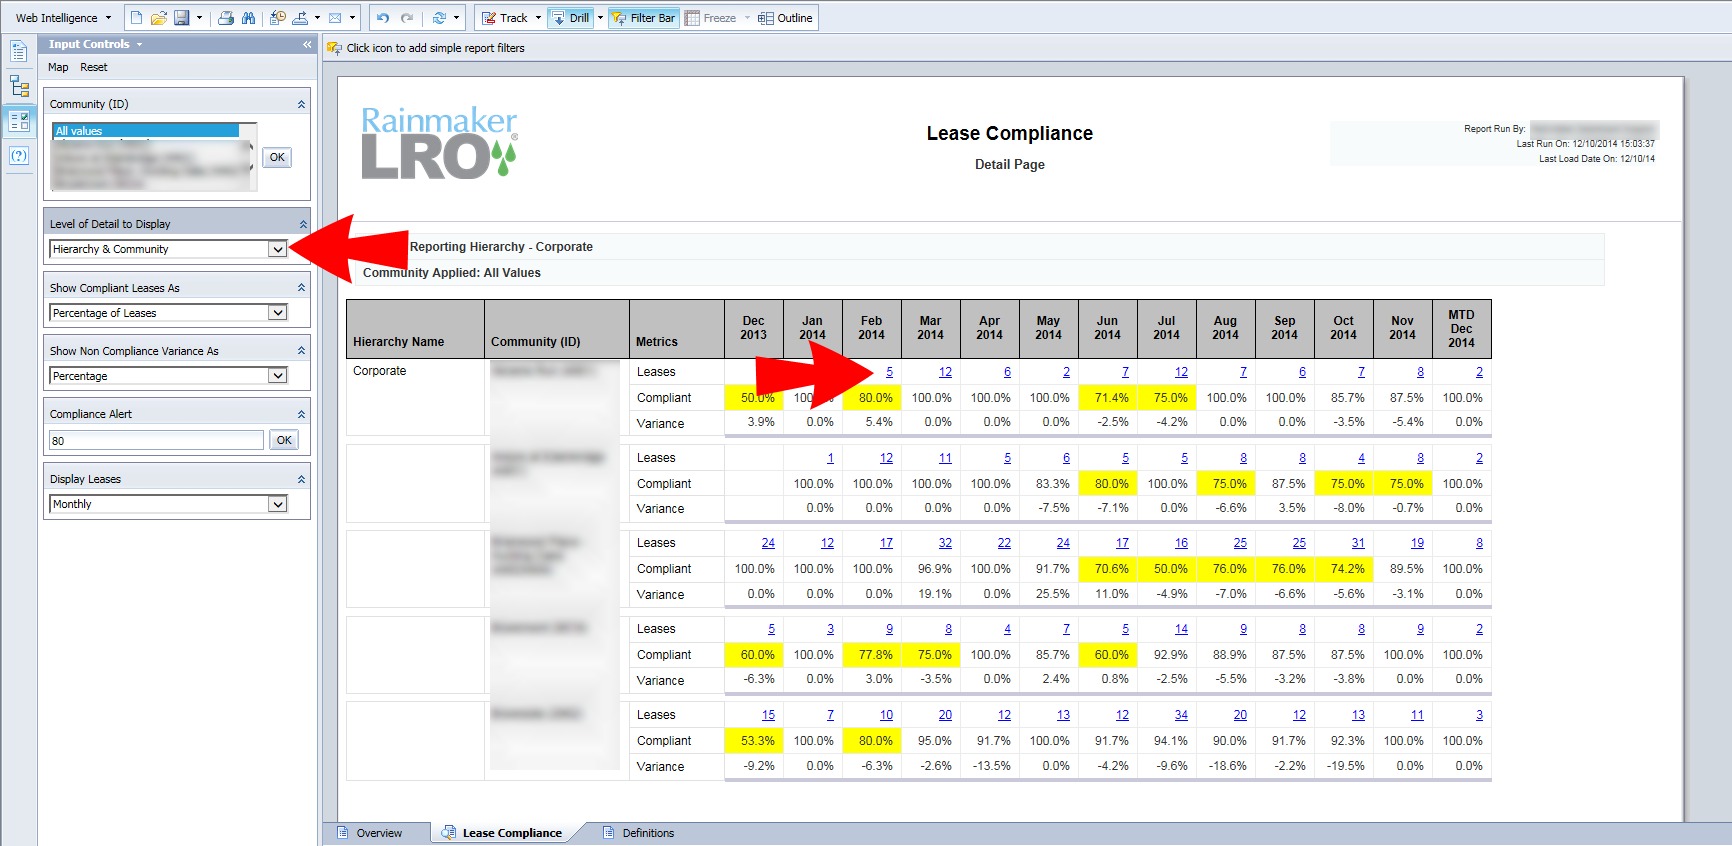 Web Intelligence
Track
Drill
Filter Bar
Freeze
Outline
Input Controls
Map Reset
Community (ID)
All values
OK
Level of Detail to Display
Hierarchy & Community
Show Compliant Leases As
Percentage of Leases
Show Non Compliance Variance As
Percentage
Compliance Alert
80
OK
Display Leases
Monthly
Click icon to add simple report filters
Rainmaker
LRO®
Lease Compliance
Detail Page
Report Run By:
Last Run On: 12/10/2014 15:03:37
Last Load Date On: 12/10/14
Reporting Hierarchy - Corporate
Community Applied: All Values
Hierarchy Name Community (ID) Metrics Dec 2013 Jan 2014 Feb 2014 Mar 2014 Apr 2014 May 2014 Jun 2014 Jul 2014 Aug 2014 Sep 2014 Oct 2014 Nov 2014 MTD Dec 2014
Corporate Leases 5 12 6 2 7 12 7 6 7 8 2
Compliant 50.0% 80.0% 100.0% 100.0% 100.0% 71.4% 75.0% 100.0% 100.0% 85.7% 87.5% 100.0%
Variance 3.9% 0.0% 5.4% 0.0% 0.0% 0.0% -2.5% -4.2% 0.0% 0.0% -3.5% -5.4% 0.0%
Leases 1 12 11 5 6 5 5 8 8 4 8 2
Compliant 100.0% 100.0% 100.0% 100.0% 83.3% 80.0% 100.0% 75.0% 87.5% 75.0% 75.0% 100.0%
Variance 0.0% 0.0% 0.0% 0.0% -7.5% -7.1% 0.0% -6.6% 3.5% -8.0% -0.7% 0.0%
Leases 24 12 17 32 22 24 17 16 25 25 31 19 8
Compliant 100.0% 100.0% 100.0% 96.9% 100.0% 91.7% 70.6% 50.0% 76.0% 76.0% 74.2% 89.5% 100.0%
Variance 0.0% 0.0% 0.0% 19.1% 0.0% 25.5% 11.0% -4.9% -7.0% -6.6% -5.6% -3.1% 0.0%
Leases 5 3 9 8 4 7 5 14 9 8 8 9 2
Compliant 60.0% 100.0% 77.8% 75.0% 100.0% 85.7% 60.0% 92.9% 88.9% 87.5% 87.5% 100.0% 100.0%
Variance -6.3% 0.0% 3.0% -3.5% 0.0% 2.4% 0.8% -2.5% -5.5% -3.2% -3.8% 0.0% 0.0%
Leases 15 7 10 20 12 13 12 34 20 12 13 11 3
Compliant 53.3% 100.0% 80.0% 95.0% 91.7% 100.0% 91.7% 94.1% 90.0% 91.7% 92.3% 100.0% 100.0%
Variance -9.2% 0.0% -6.3% -2.6% -13.5% 0.0% -4.2% -9.6% -18.6% -2.2% -19.5% 0.0% 0.0%
Overview
Lease Compliance
Definitions